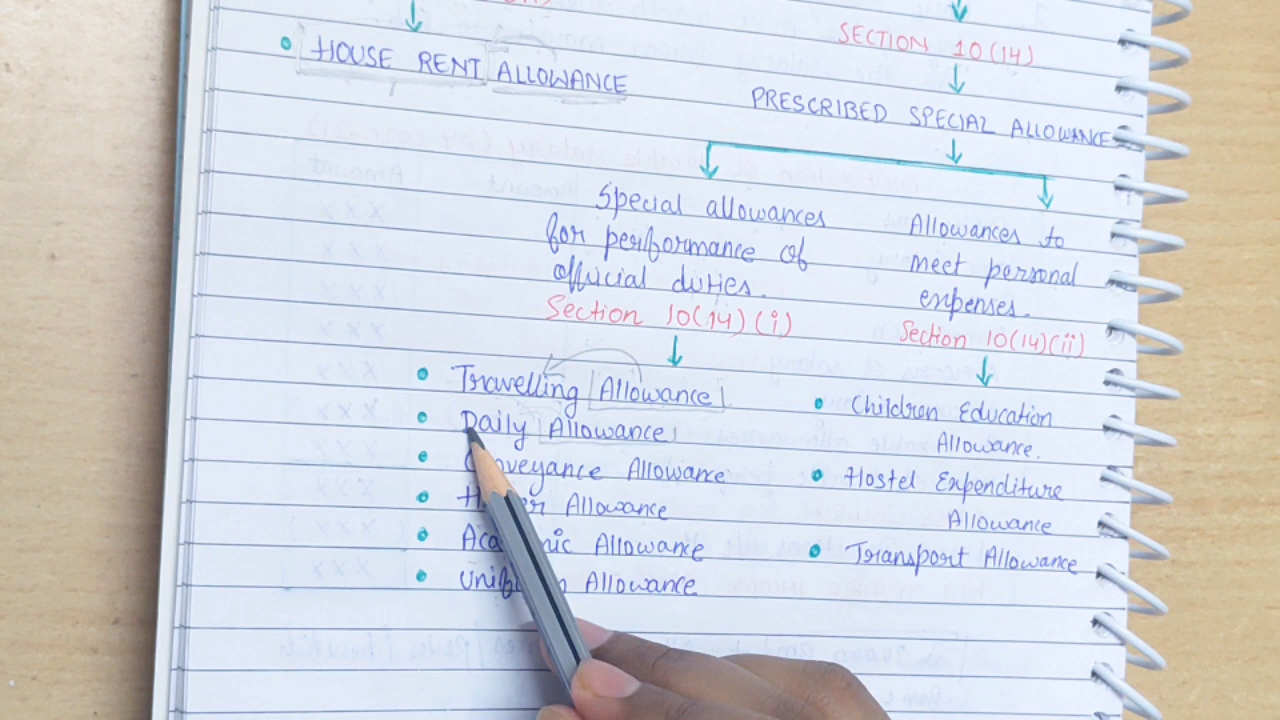 HOUSE RENT ALLOWANCE
SECTION 10(14)
PRESCRIBED SPECIAL ALLOWANCES
Special allowances
for performance of
official duties.
Section 10(14)(i)
Travelling Allowance
Daily Allowance
Allowance
Allowance
Allowance
Allowance
Allowances to
meet personal
expenses.
Section 10(14)(ii)
Children Education
Allowance.
Hostel Expenditure
Allowance
Transport Allowance